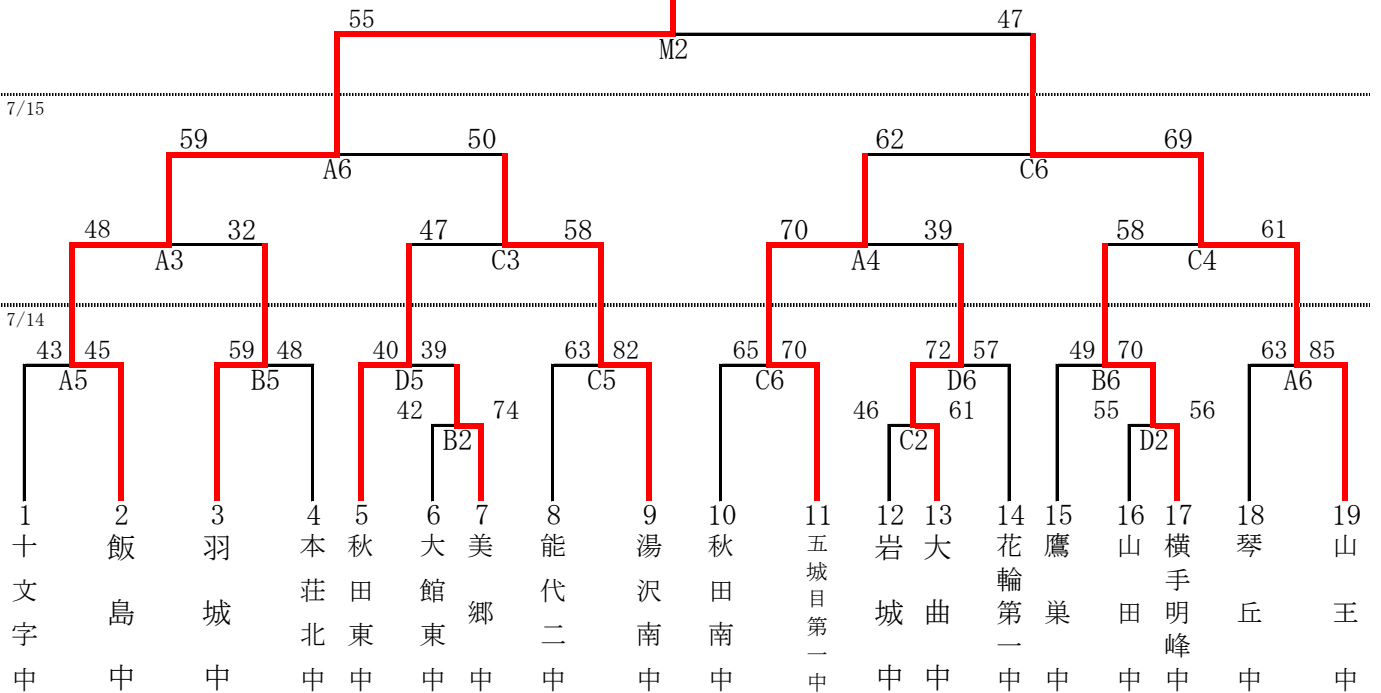 55 47
M2
7/15
59 50 62 69
A6 C6
48 32 47 58 70 39 58 61
A3 C3 A4 C4
7/14
43 45 59 48 40 39 63 82 65 70 72 57 49 70 63 85
A5 B5 D5 C5 C6 D6 B6 A6
42 74 46 61 55 56
B2 C2 D2
1 2 3 4 5 6 7 8 9 10 11 12 13 14 15 16 17 18 19
十文字中
飯島中
羽城中
本荘北中
秋田東中
大館東中
美郷中
能代二中
湯沢南中
秋田南中
五城目第一中
岩城中
大曲中
花輪第一中
鷹巣中
山田中
横手明峰中
琴丘中
山王中